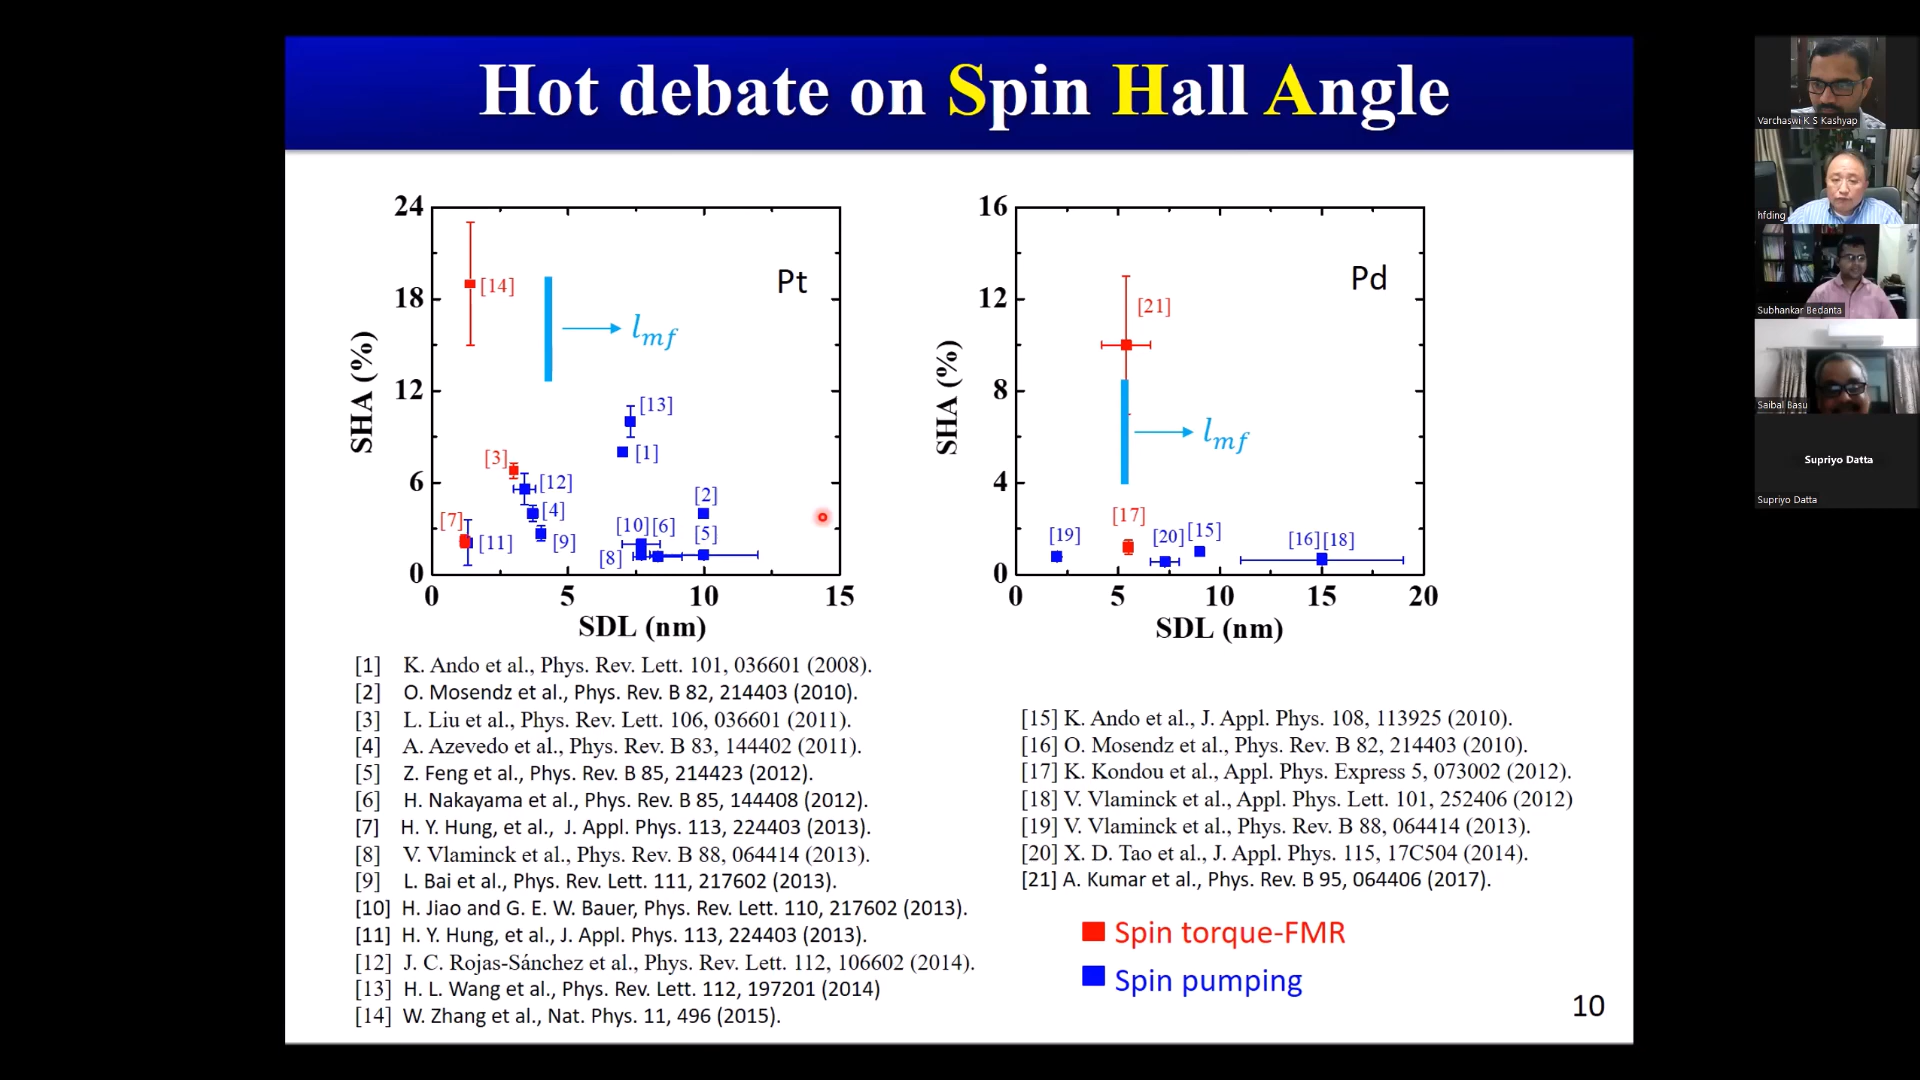 Hot debate on Spin Hall Angle
24
18
12
6
0
SHA (%)
0 5 10 15
SDL (nm)
Pt
[14]
l_mf
[13]
[1]
[3]
[12]
[4]
[2]
[7]
[11]
[9]
[10] [6]
[5]
[8]
16
12
8
4
0
SHA (%)
0 5 10 15 20
SDL (nm)
Pd
[21]
l_mf
[17]
[19]
[20] [15]
[16] [18]
[1] K. Ando et al., Phys. Rev. Lett. 101, 036601 (2008).
[2] O. Mosendz et al., Phys. Rev. B 82, 214403 (2010).
[3] L. Liu et al., Phys. Rev. Lett. 106, 036601 (2011).
[4] A. Azevedo et al., Phys. Rev. B 83, 144402 (2011).
[5] Z. Feng et al., Phys. Rev. B 85, 214423 (2012).
[6] H. Nakayama et al., Phys. Rev. B 85, 144408 (2012).
[7] H. Y. Hung, et al., J. Appl. Phys. 113, 224403 (2013).
[8] V. Vlaminck et al., Phys. Rev. B 88, 064414 (2013).
[9] L. Bai et al., Phys. Rev. Lett. 111, 217602 (2013).
[10] H. Jiao and G. E. W. Bauer, Phys. Rev. Lett. 110, 217602 (2013).
[11] H. Y. Hung, et al., J. Appl. Phys. 113, 224403 (2013).
[12] J. C. Rojas-Sánchez et al., Phys. Rev. Lett. 112, 106602 (2014).
[13] H. L. Wang et al., Phys. Rev. Lett. 112, 197201 (2014)
[14] W. Zhang et al., Nat. Phys. 11, 496 (2015).
[15] K. Ando et al., J. Appl. Phys. 108, 113925 (2010).
[16] O. Mosendz et al., Phys. Rev. B 82, 214403 (2010).
[17] K. Kondou et al., Appl. Phys. Express 5, 073002 (2012).
[18] V. Vlaminck et al., Appl. Phys. Lett. 101, 252406 (2012)
[19] V. Vlaminck et al., Phys. Rev. B 88, 064414 (2013).
[20] X. D. Tao et al., J. Appl. Phys. 115, 17C504 (2014).
[21] A. Kumar et al., Phys. Rev. B 95, 064406 (2017).
Spin torque-FMR
Spin pumping
10
Varchaswi K S Kashyap
hfding
Subhankar Bedanta
Saibal Basu
Supriyo Datta
Supriyo Datta